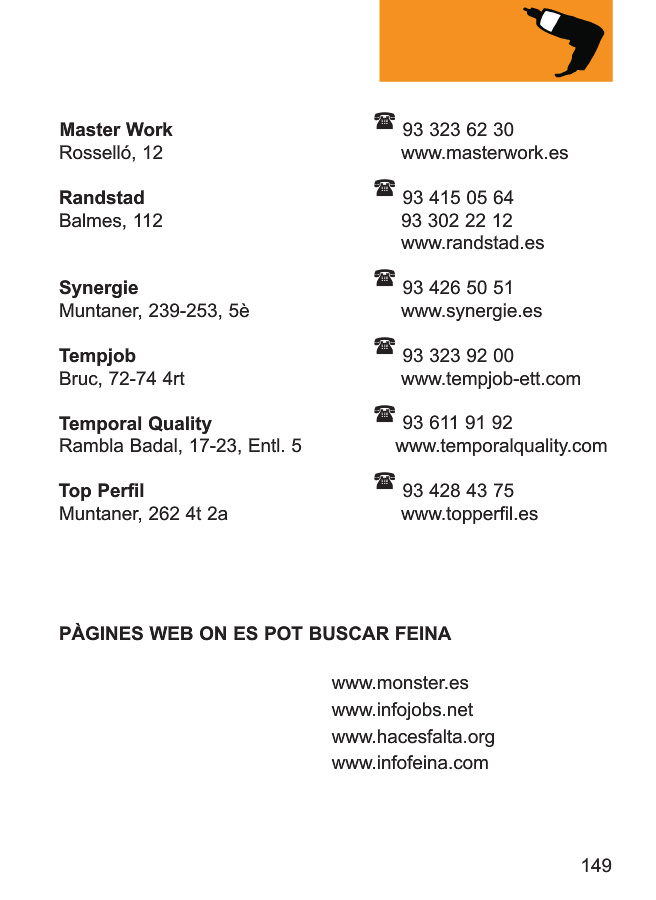 Master Work ☎ 93 323 62 30
Rosselló, 12 www.masterwork.es
Randstad ☎ 93 415 05 64
Balmes, 112 93 302 22 12
www.randstad.es
Synergie ☎ 93 426 50 51
Muntaner, 239-253, 5è www.synergie.es
Tempjob ☎ 93 323 92 00
Bruc, 72-74 4rt www.tempjob-ett.com
Temporal Quality ☎ 93 611 91 92
Rambla Badal, 17-23, Entl. 5 www.temporalquality.com
Top Perfil ☎ 93 428 43 75
Muntaner, 262 4t 2a www.topperfil.es
PÀGINES WEB ON ES POT BUSCAR FEINA
www.monster.es
www.infojobs.net
www.hacesfalta.org
www.infofeina.com
149